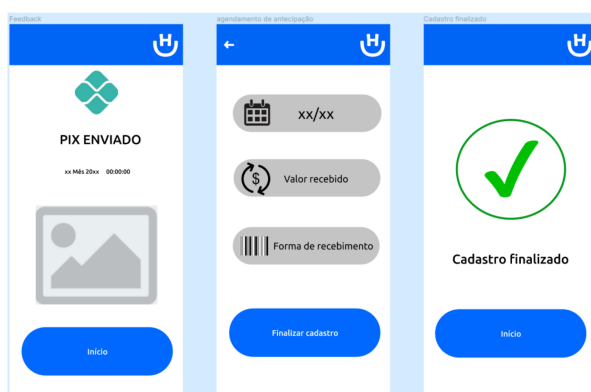 Feedback
PIX ENVIADO
xx Mês 20xx 00:00:00
Início
agendamento de antecipação
H
xx/xx
$
Valor recebido
Forma de recebimento
Finalizar cadastro
Cadastro finalizado
H
Cadastro finalizado
Início